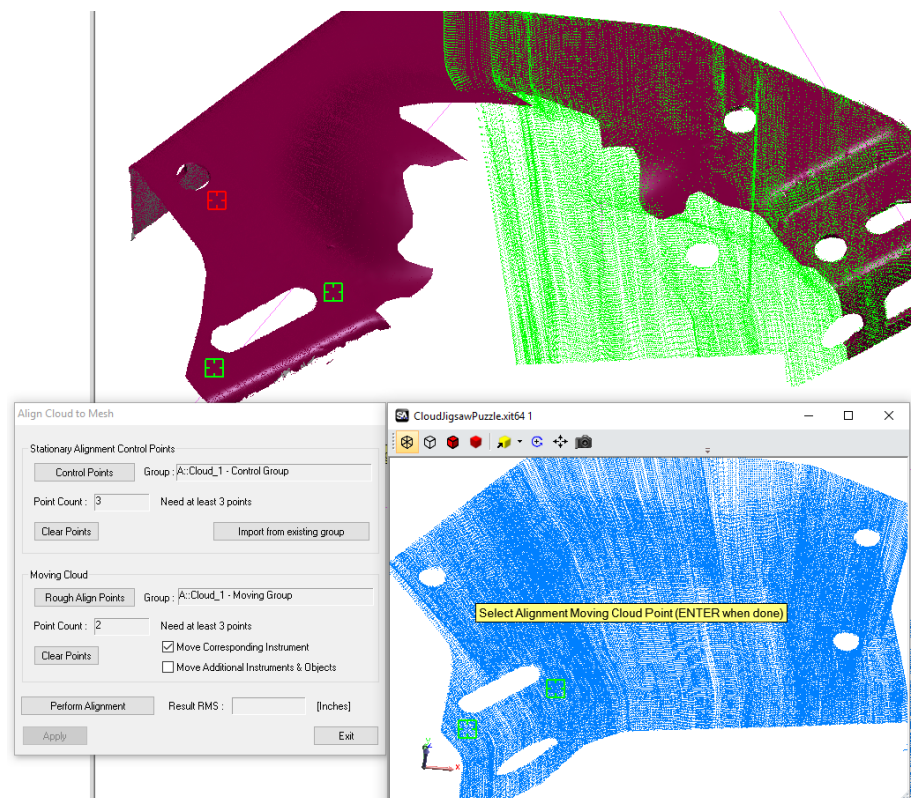 Align Cloud to Mesh
Stationary Alignment Control Points
Control Points Group : A::Cloud_1 - Control Group
Point Count : 3 Need at least 3 points
Clear Points Import from existing group
Moving Cloud
Rough Align Points Group : A::Cloud_1 - Moving Group
Point Count : 2 Need at least 3 points
Clear Points
Move Corresponding Instrument
Move Additional Instruments & Objects
Perform Alignment Result RMS : [Inches]
Apply Exit
SA CloudJigsawPuzzle.xit64 1
Select Alignment Moving Cloud Point (ENTER when done)
Y
X